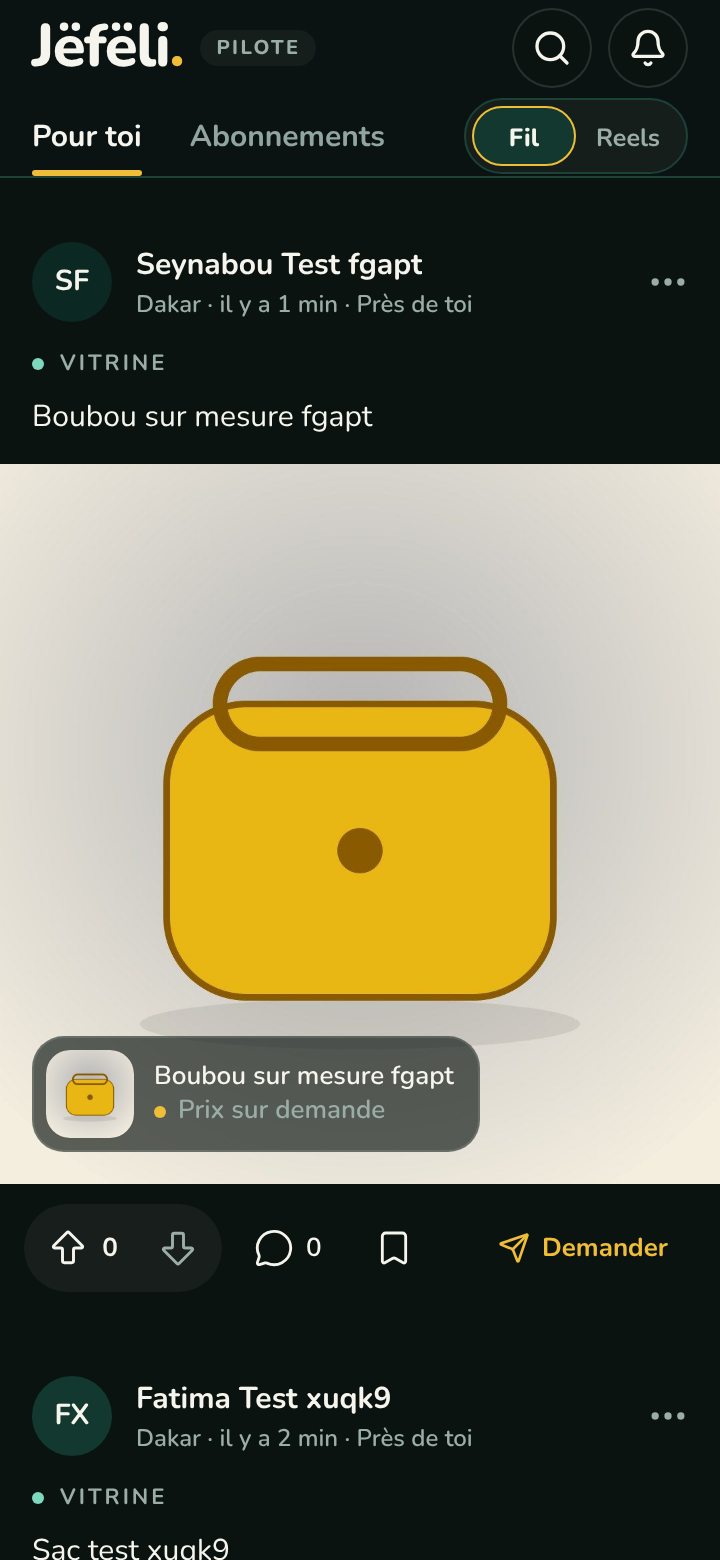 Jëfëli.
PILOTE
Pour toi
Abonnements
Fil
Reels
SF
Seynabou Test fgapt
Dakar · il y a 1 min · Près de toi
VITRINE
Boubou sur mesure fgapt
Boubou sur mesure fgapt
Prix sur demande
0
0
Demander
FX
Fatima Test xuqk9
Dakar · il y a 2 min · Près de toi
VITRINE
Sac test xuqk9